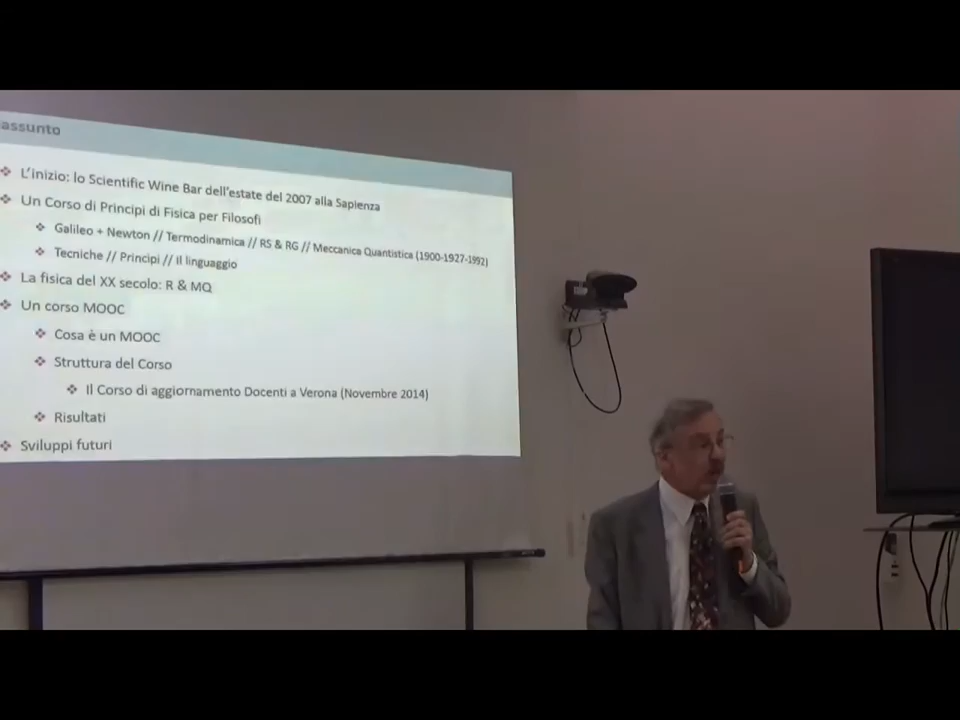 assunto
❖ L'inizio: lo Scientific Wine Bar dell'estate del 2007 alla Sapienza
❖ Un Corso di Principi di Fisica per Filosofi
❖ Galileo + Newton // Termodinamica // RS & RG // Meccanica Quantistica (1900-1927-1992)
❖ Tecniche // Principi // Il linguaggio
❖ La fisica del XX secolo: R & MQ
❖ Un corso MOOC
❖ Cosa è un MOOC
❖ Struttura del Corso
❖ Il Corso di aggiornamento Docenti a Verona (Novembre 2014)
❖ Risultati
❖ Sviluppi futuri